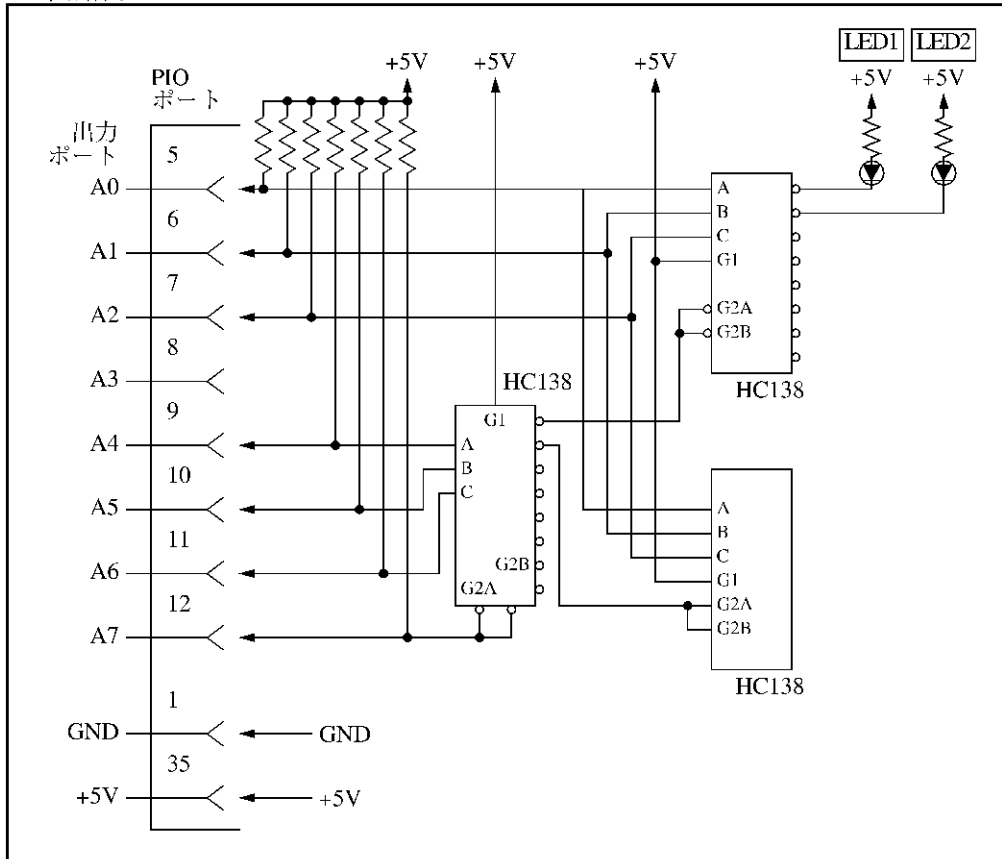 LED1 LED2
+5V +5V +5V +5V +5V
PIO
ポート
出力
ポート
5
A0
6
A1
7
A2
8
A3
9
A4
10
A5
11
A6
12
A7
1
GND
GND
35
+5V
+5V
HC138
G1
A
B
C
G2B
G2A
A
B
C
G1
G2A
G2B
HC138
A
B
C
G1
G2A
G2B
HC138